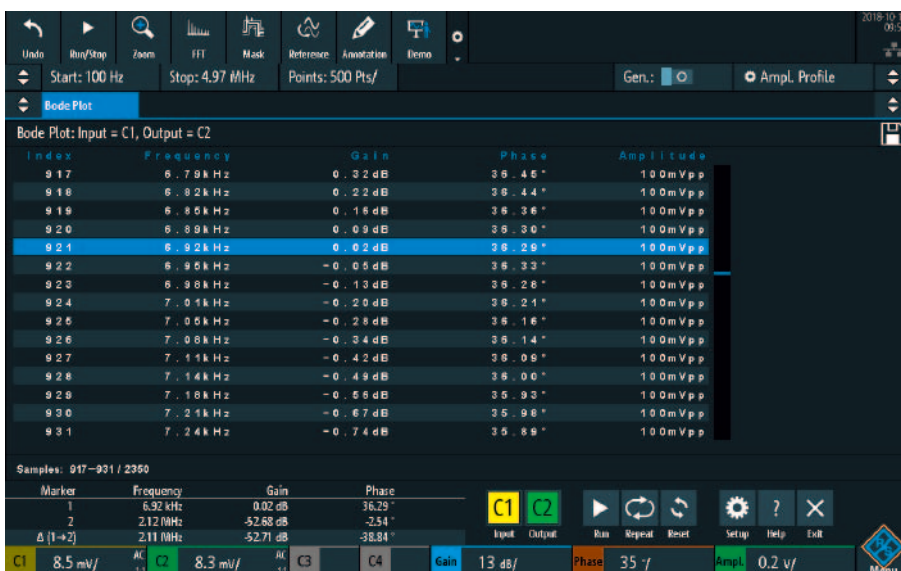 Undo Run/Stop Zoom FFT Mask Reference Annotation Demo
2018-10-1
09:5
Start: 100 Hz Stop: 4.97 MHz Points: 500 Pts/ Gen.: Ampl. Profile
Bode Plot
Bode Plot: Input = C1, Output = C2
Index Frequency Gain Phase Amplitude
917 6.79kHz 0.32dB 36.45° 100mVpp
918 6.82kHz 0.22dB 36.44° 100mVpp
919 6.85kHz 0.16dB 36.36° 100mVpp
920 6.89kHz 0.09dB 36.30° 100mVpp
921 6.92kHz 0.02dB 36.29° 100mVpp
922 6.95kHz -0.05dB 36.33° 100mVpp
923 6.98kHz -0.13dB 36.28° 100mVpp
924 7.01kHz -0.20dB 36.21° 100mVpp
925 7.05kHz -0.28dB 36.16° 100mVpp
926 7.08kHz -0.34dB 36.14° 100mVpp
927 7.11kHz -0.42dB 36.09° 100mVpp
928 7.14kHz -0.49dB 36.00° 100mVpp
929 7.18kHz -0.56dB 35.93° 100mVpp
930 7.21kHz -0.67dB 35.98° 100mVpp
931 7.24kHz -0.74dB 35.89° 100mVpp
Samples: 917-931 / 2350
Marker Frequency Gain Phase
1 6.92 kHz 0.02 dB 36.29 °
2 2.12 MHz -52.68 dB -2.54 °
Δ (1→2) 2.11 MHz -52.71 dB -38.84 °
C1 C2 ?
Input Output Run Repeat Reset Setup Help Exit
C1 8.5 mV/ AC C2 8.3 mV/ AC C3 C4 Gain 13 dB/ Phase 35 °/ Ampl. 0.2 V/ Menu